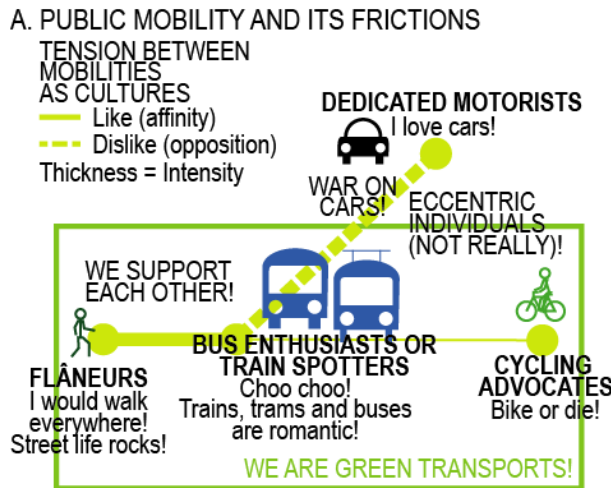 A. PUBLIC MOBILITY AND ITS FRICTIONS
TENSION BETWEEN
MOBILITIES
AS CULTURES
Like (affinity)
Dislike (opposition)
Thickness = Intensity
DEDICATED MOTORISTS
I love cars!
WAR ON
CARS!
ECCENTRIC
INDIVIDUALS
(NOT REALLY)!
WE SUPPORT
EACH OTHER!
FLÂNEURS
I would walk
everywhere!
Street life rocks!
BUS ENTHUSIASTS OR
TRAIN SPOTTERS
Choo choo!
Trains, trams and buses
are romantic!
CYCLING
ADVOCATES
Bike or die!
WE ARE GREEN TRANSPORTS!